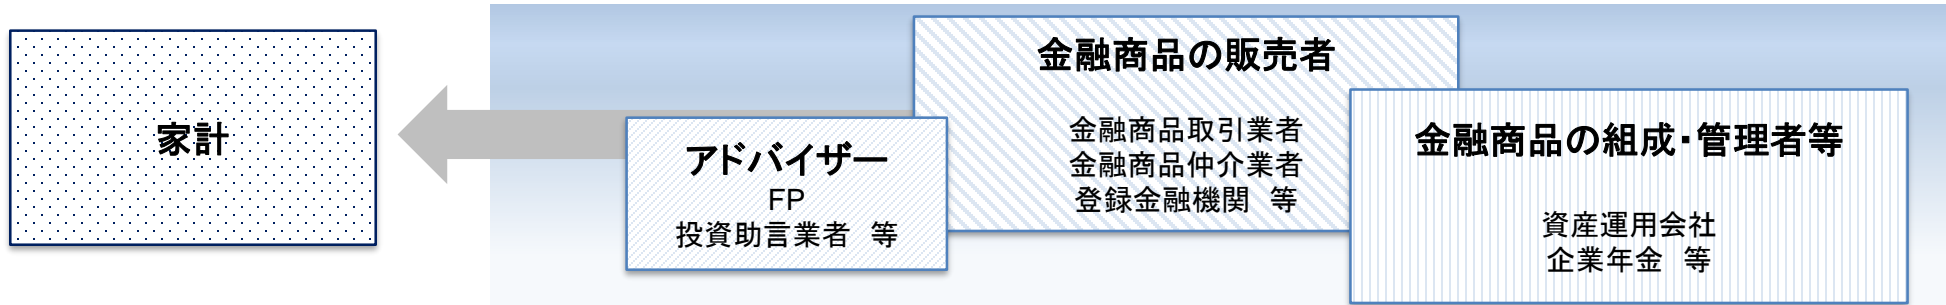 家計
アドバイザー
FP
投資助言業者　等
金融商品の販売者
金融商品取引業者
金融商品仲介業者
登録金融機関　等
金融商品の組成・管理者等
資産運用会社
企業年金　等